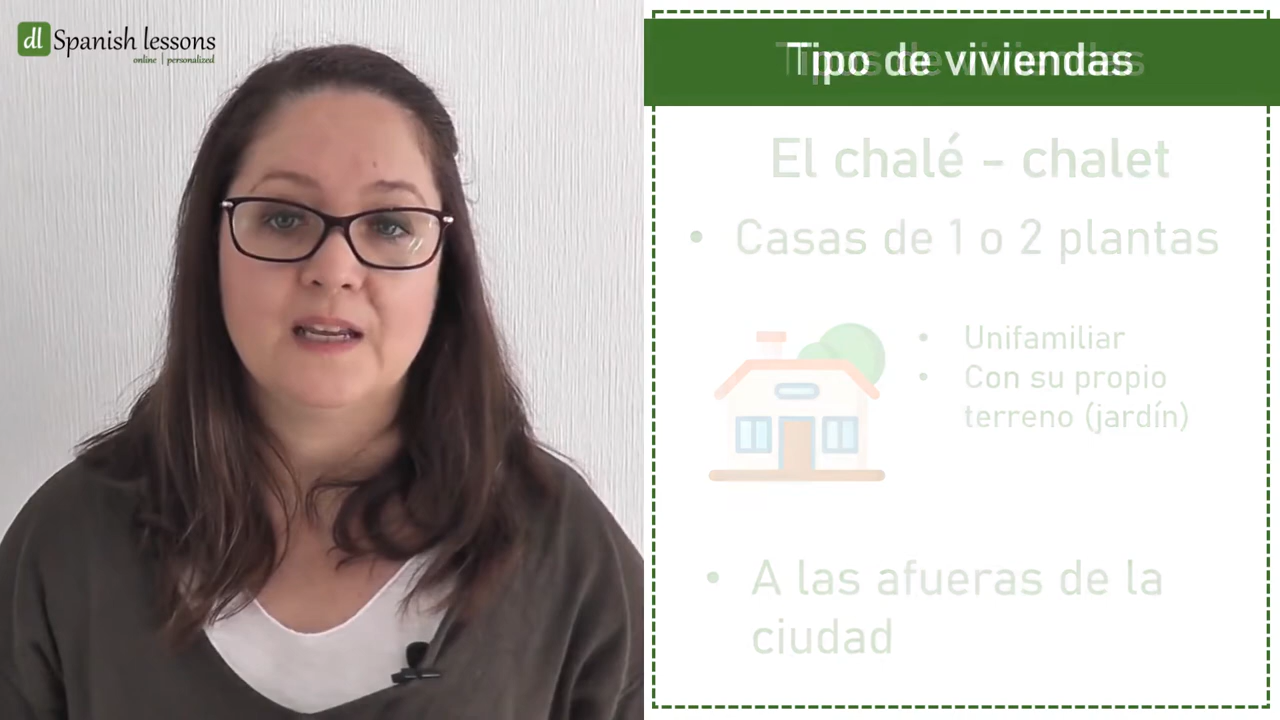 dl Spanish lessons
online | personalized
Tipo de viviendas
El chalé - chalet
• Casas de 1 o 2 plantas
• Unifamiliar
• Con su propio
terreno (jardín)
• A las afueras de la
ciudad